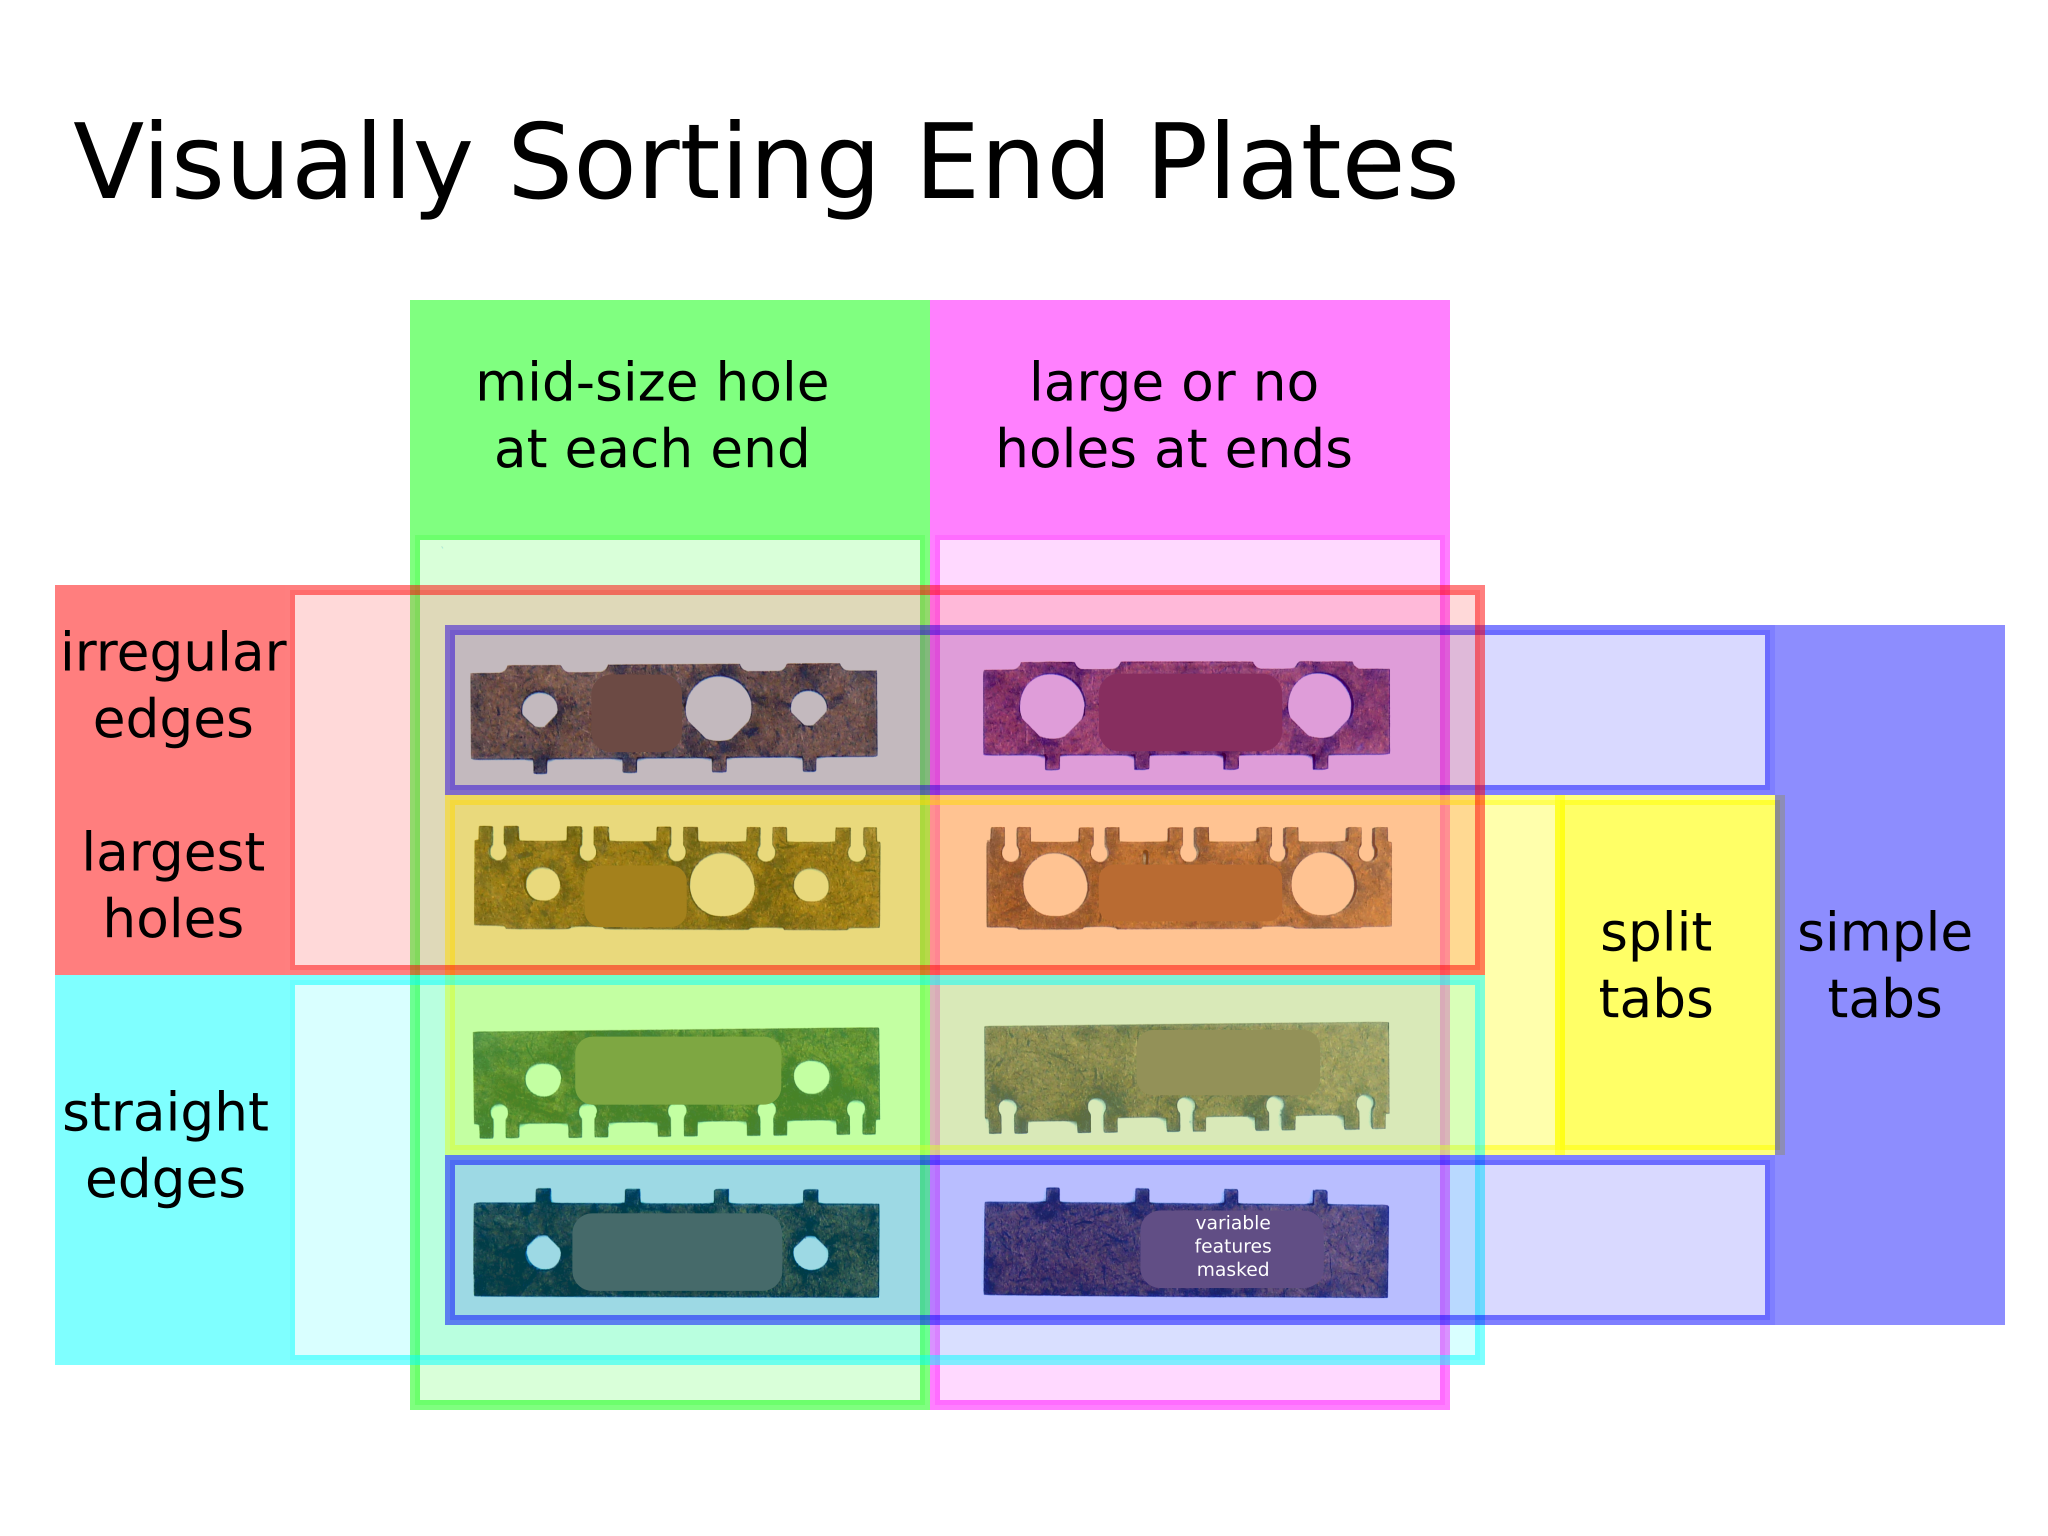 Visually Sorting End Plates
mid-size hole
at each end
large or no
holes at ends
irregular
edges
largest
holes
straight
edges
split
tabs
simple
tabs
variable
features
masked